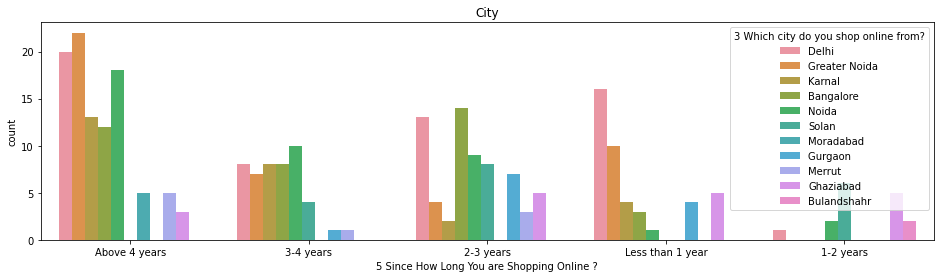 City
3 Which city do you shop online from?
Delhi
Greater Noida
Karnal
Bangalore
Noida
Solan
Moradabad
Gurgaon
Merrut
Ghaziabad
Bulandshahr
count
20
15
10
5
0
Above 4 years
3-4 years
2-3 years
Less than 1 year
1-2 years
5 Since How Long You are Shopping Online ?